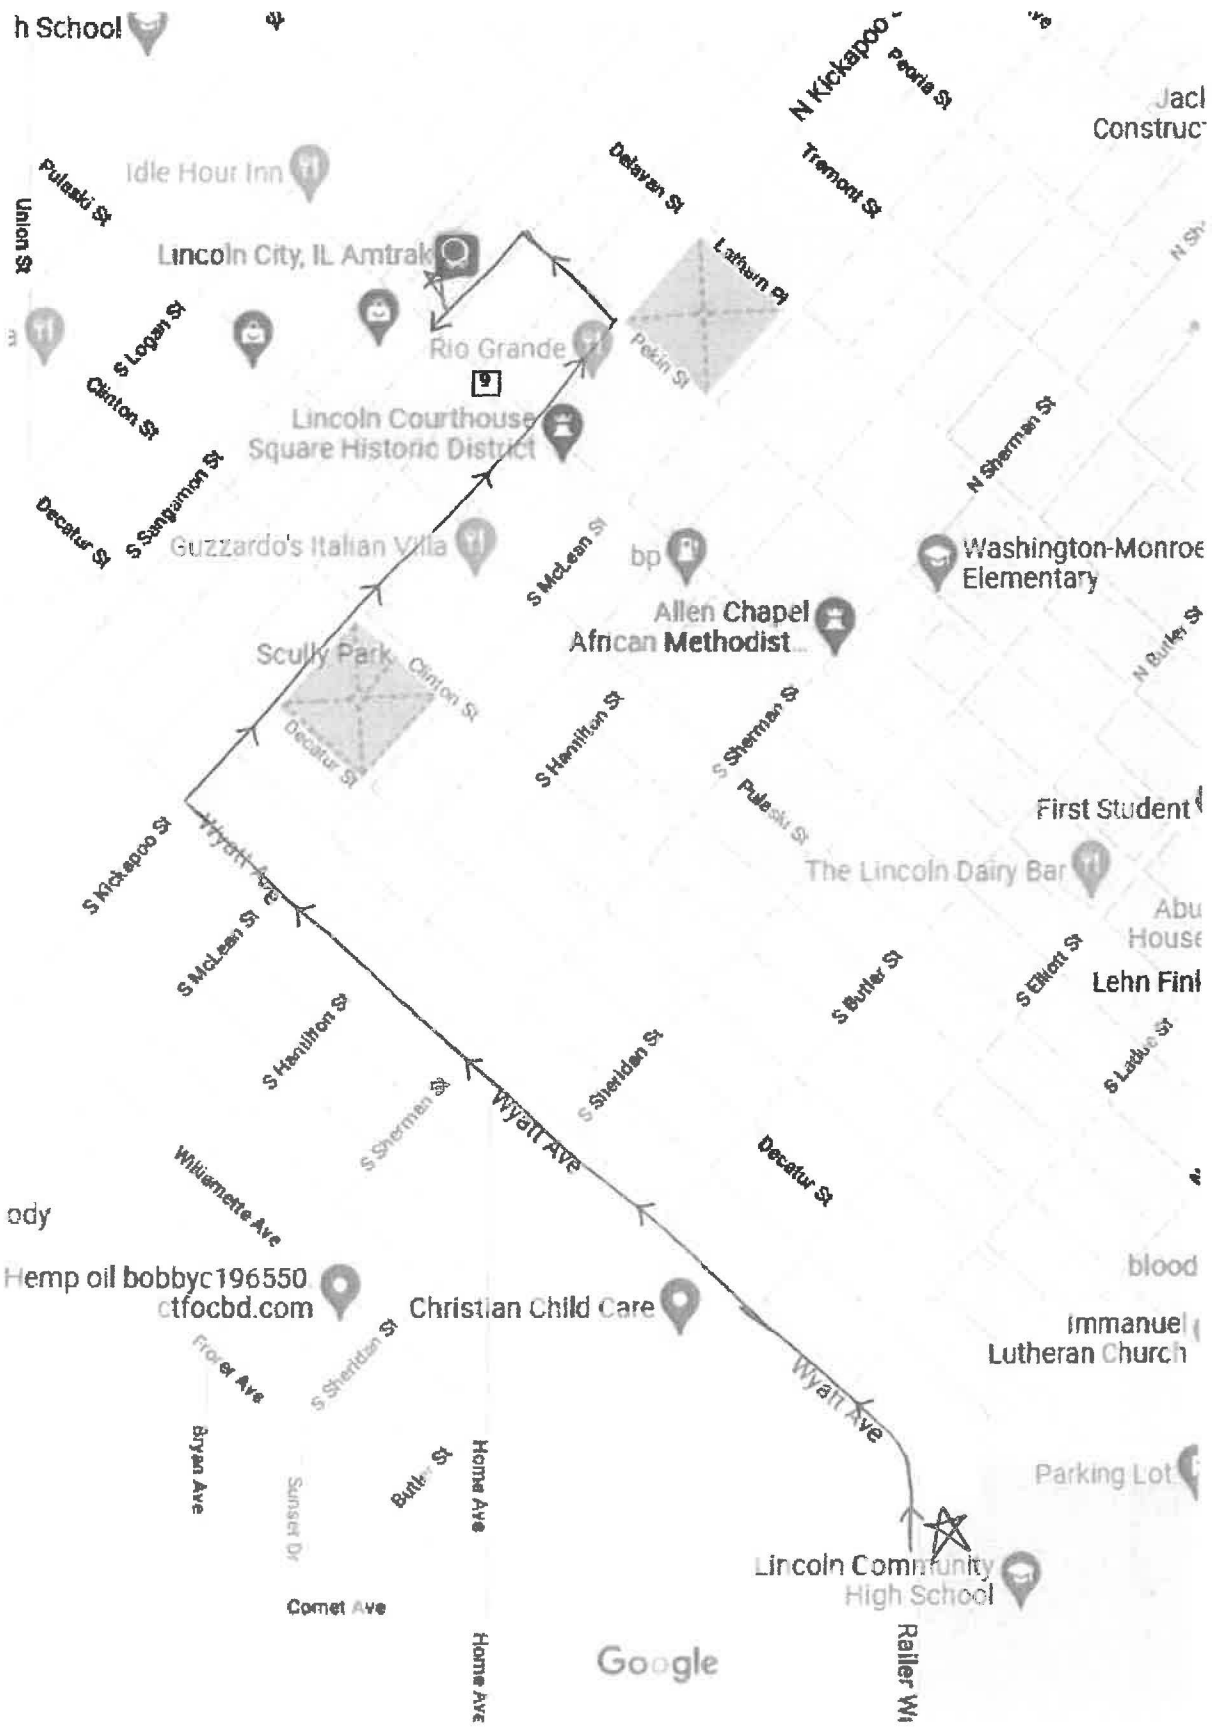 h School
N Kickapoo
Peoria St
Construct
Idle Hour Inn
Delavan St
Tremont St
Pulaski St
Union St
Lincoln City, IL Amtrak
Latham Pl
N Sh
S Logan St
Rio Grande
Pekin St
9
Clinton St
Lincoln Courthouse
Square Historic District
N Sherman St
S Sangamon St
Decatur St
Guzzardo's Italian Villa
S McLean St
bp
Washington-Monroe
Elementary
Allen Chapel
African Methodist...
N Butler St
Scully Park
Clinton St
Decatur St
S Hamilton St
S Sherman St
Pulaski St
First Student
S Kickapoo St
Wyatt Ave
The Lincoln Dairy Bar
Abu
House
S McLean St
S Butler St
S Elliott St
Lehn Fink
S Hamilton St
S Sheridan St
S Laduc St
S Sherman St
Wyatt Ave
Decatur St
Williamette Ave
ody
Hemp oil bobbyc196550.
ctfocbd.com
Christian Child Care
blood
Immanuel
Lutheran Church
S Sheridan St
Froer Ave
Wyatt Ave
Bryan Ave
Sunset Dr
Butler St
Home Ave
Parking Lot
Lincoln Community
High School
Comet Ave
Home Ave
Google
Railer W